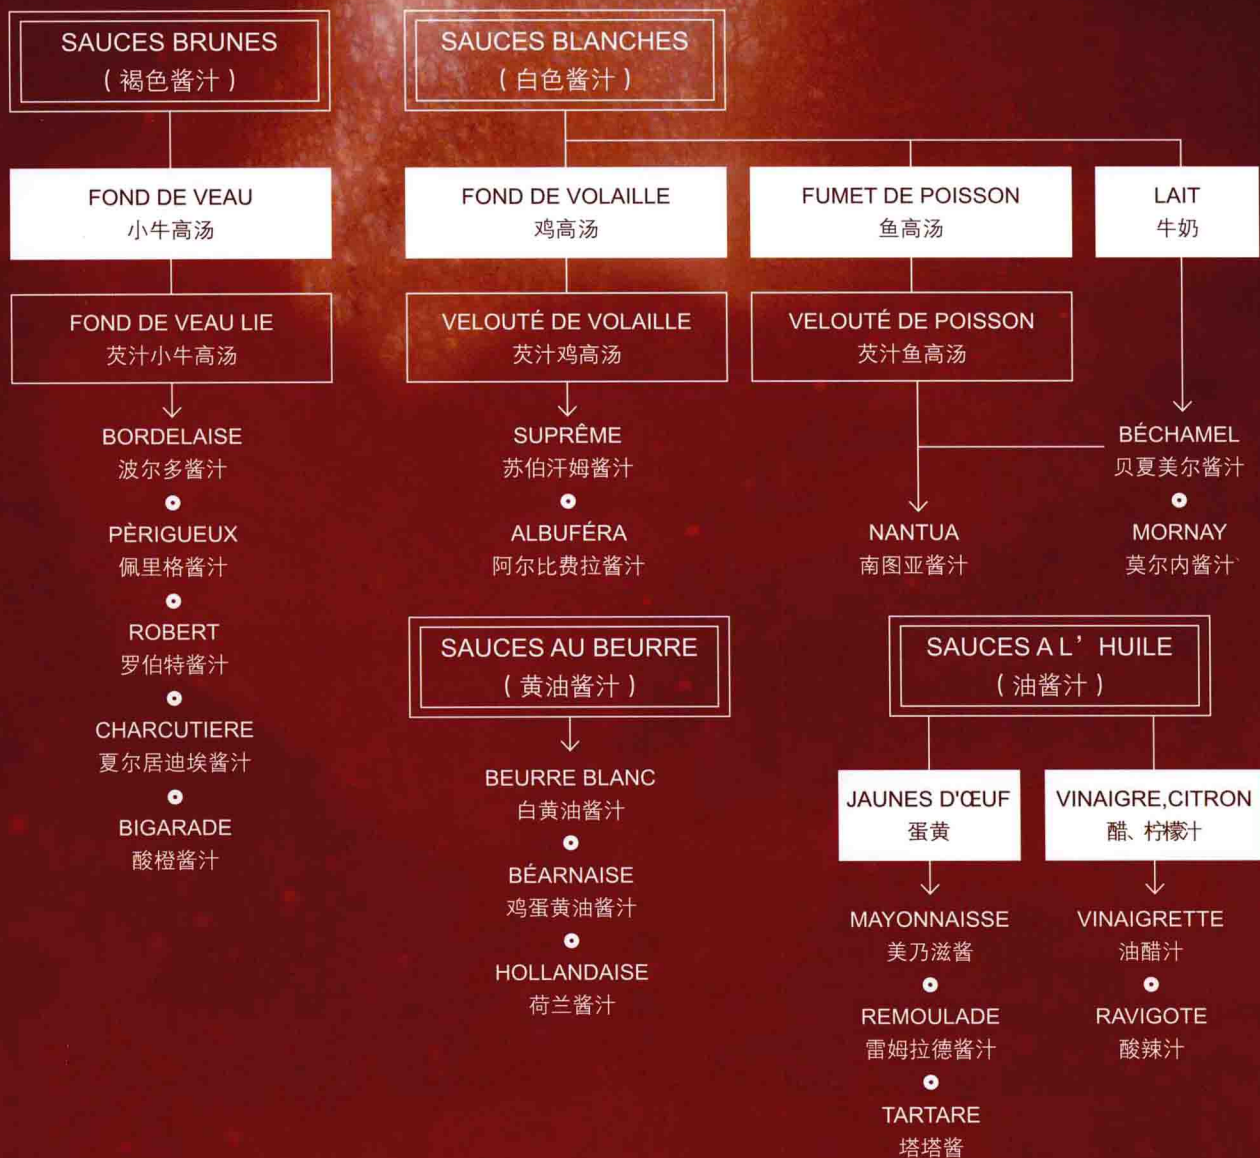 SAUCES BRUNES
（褐色酱汁）
FOND DE VEAU
小牛高汤
FOND DE VEAU LIE
芡汁小牛高汤
BORDELAISE
波尔多酱汁
PÈRIGUEUX
佩里格酱汁
ROBERT
罗伯特酱汁
CHARCUTIERE
夏尔居迪埃酱汁
BIGARADE
酸橙酱汁
SAUCES BLANCHES
（白色酱汁）
FOND DE VOLAILLE
鸡高汤
VELOUTÉ DE VOLAILLE
芡汁鸡高汤
SUPRÊME
苏伯汗姆酱汁
ALBUFÉRA
阿尔比费拉酱汁
FUMET DE POISSON
鱼高汤
VELOUTÉ DE POISSON
芡汁鱼高汤
NANTUA
南图亚酱汁
LAIT
牛奶
BÉCHAMEL
贝夏美尔酱汁
MORNAY
莫尔内酱汁
SAUCES AU BEURRE
（黄油酱汁）
BEURRE BLANC
白黄油酱汁
BÉARNAISE
鸡蛋黄油酱汁
HOLLANDAISE
荷兰酱汁
SAUCES A L’HUILE
（油酱汁）
JAUNES D'ŒUF
蛋黄
MAYONNAISSE
美乃滋酱
REMOULADE
雷姆拉德酱汁
TARTARE
塔塔酱
VINAIGRE,CITRON
醋、柠檬汁
VINAIGRETTE
油醋汁
RAVIGOTE
酸辣汁